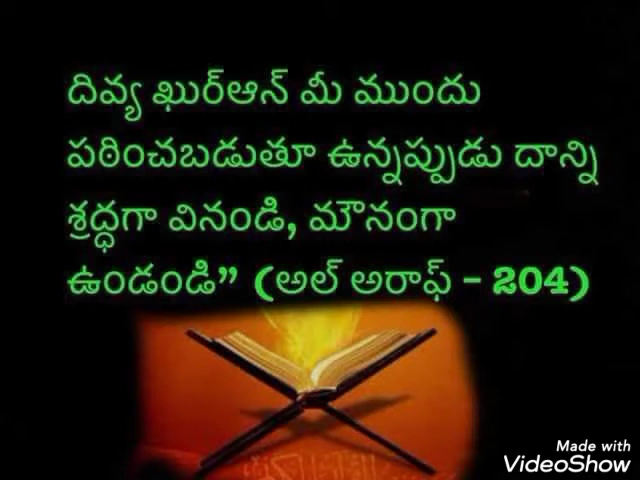 దివ్య ఖుర్ఆన్ మీ ముందు
పఠించబడుతూ ఉన్నప్పుడు దాన్ని
శ్రద్ధగా వినండి, మౌనంగా
ఉండండి” (అల్ అరాఫ్ - 204)
Made with
VideoShow